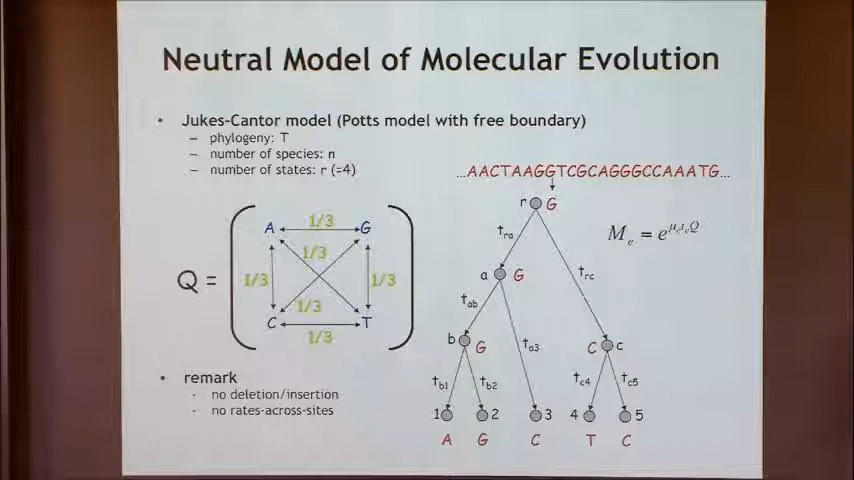 Neutral Model of Molecular Evolution
• Jukes-Cantor model (Potts model with free boundary)
– phylogeny: T
– number of species: n
– number of states: r (=4)
...AACTAAGGTCGCAGGGCCAAATG...
r G
t_ra
M_e = e^{μ_e t_e Q}
A 1/3 G
1/3
Q = 1/3 1/3
1/3
C T
1/3
a G
t_rc
t_ab
b G
t_a3
C c
t_b1 t_b2
t_c4 t_c5
1 2 3 4 5
A G C T C
• remark
- no deletion/insertion
- no rates-across-sites